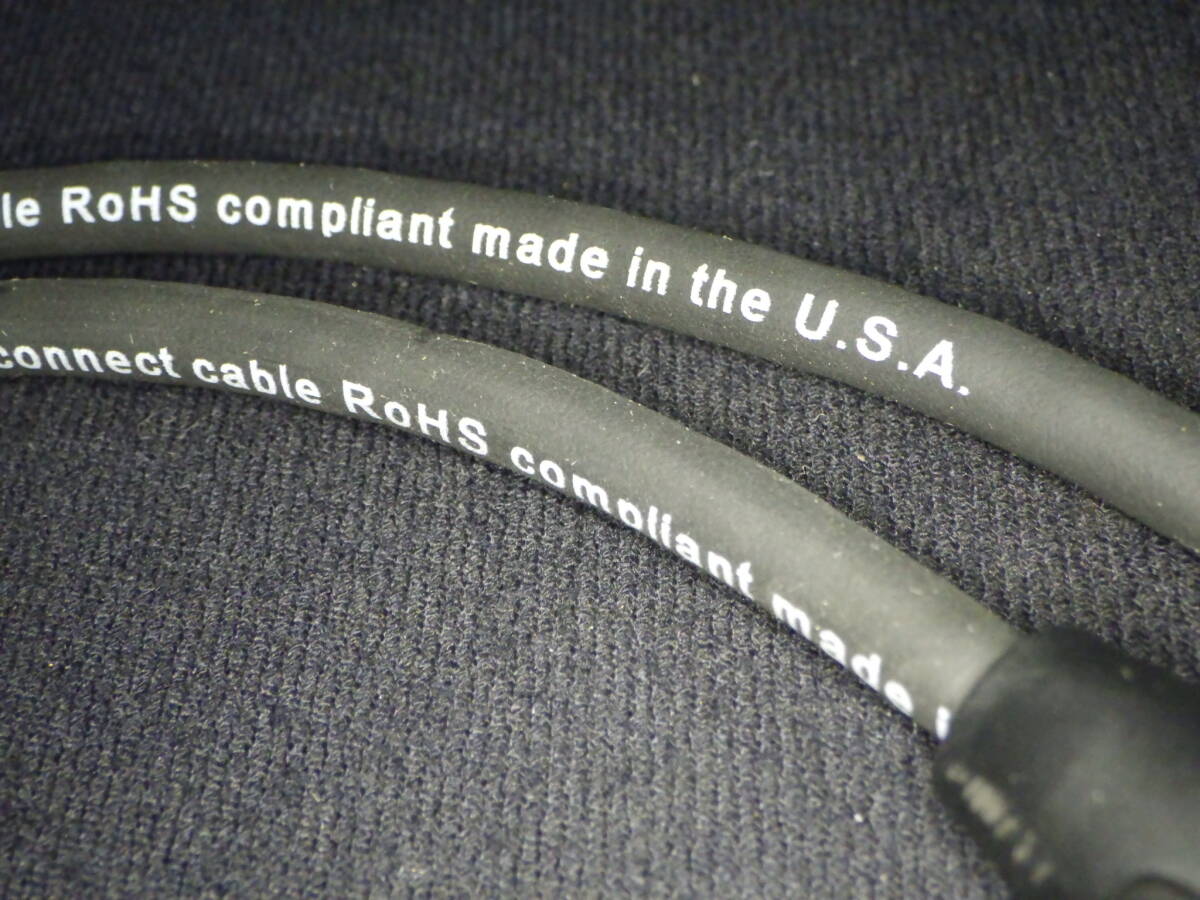 le RoHS compliant made in the U.S.A.
connect cable RoHS compliant made i